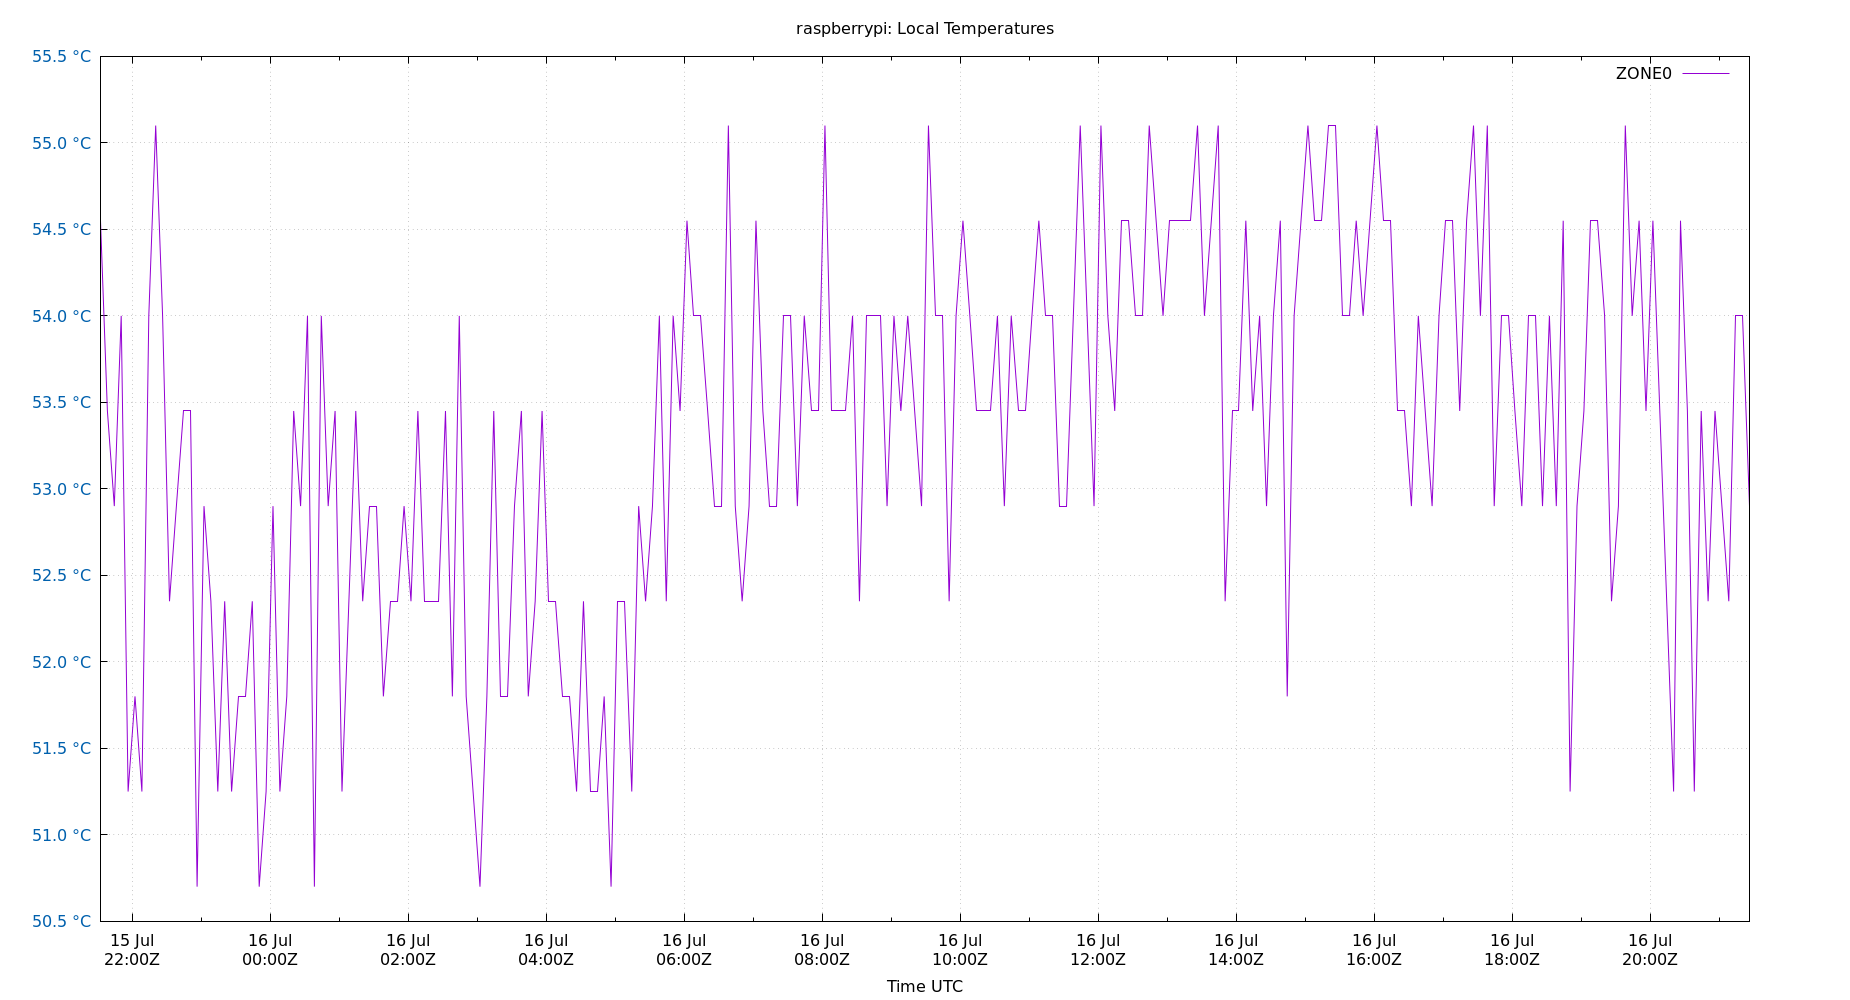 raspberrypi: Local Temperatures
55.5 °C
55.0 °C
54.5 °C
54.0 °C
53.5 °C
53.0 °C
52.5 °C
52.0 °C
51.5 °C
51.0 °C
50.5 °C
ZONE0
15 Jul 16 Jul 16 Jul 16 Jul 16 Jul 16 Jul 16 Jul 16 Jul 16 Jul 16 Jul 16 Jul 16 Jul
22:00Z 00:00Z 02:00Z 04:00Z 06:00Z 08:00Z 10:00Z 12:00Z 14:00Z 16:00Z 18:00Z 20:00Z
Time UTC